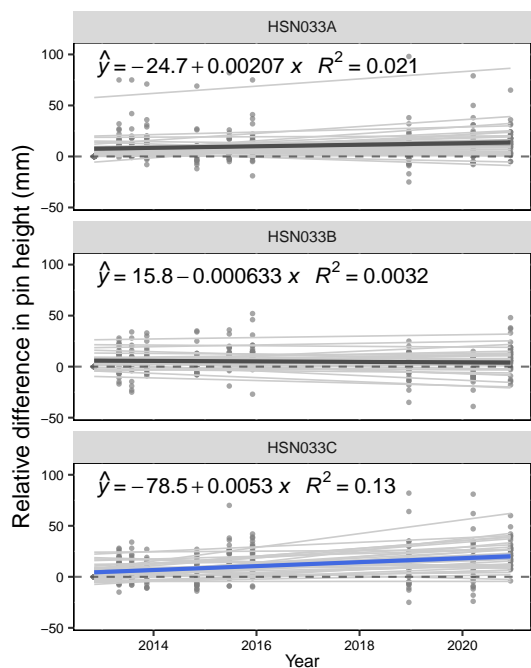 HSN033A
ŷ = −24.7 + 0.00207 x R² = 0.021
100
50
0
−50
HSN033B
ŷ = 15.8 − 0.000633 x R² = 0.0032
100
50
0
−50
HSN033C
ŷ = −78.5 + 0.0053 x R² = 0.13
100
50
0
−50
Relative difference in pin height (mm)
2014 2016 2018 2020
Year